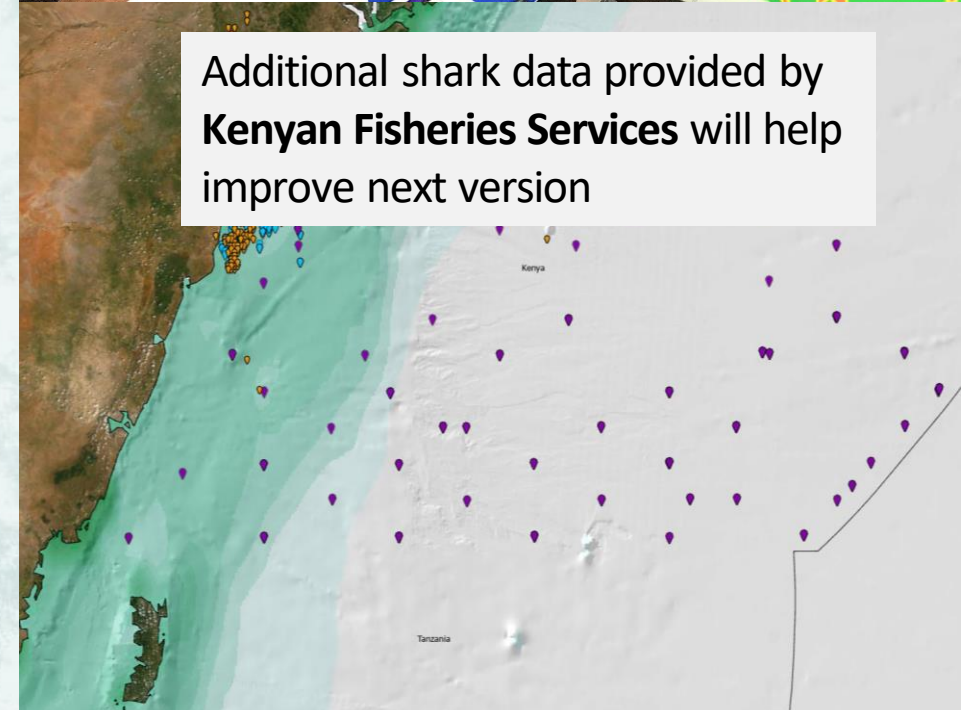 Additional shark data provided by
Kenyan Fisheries Services will help
improve next version
Kenya
Tanzania